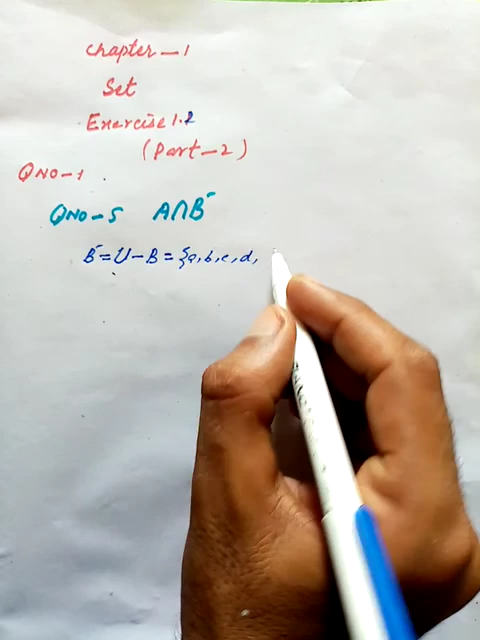 Chapter-1
Set
Exercise 1.2
(Part-2)
QNO-1 .
QNO-5 A∩B¯
B¯=U-B={a,b,c,d,